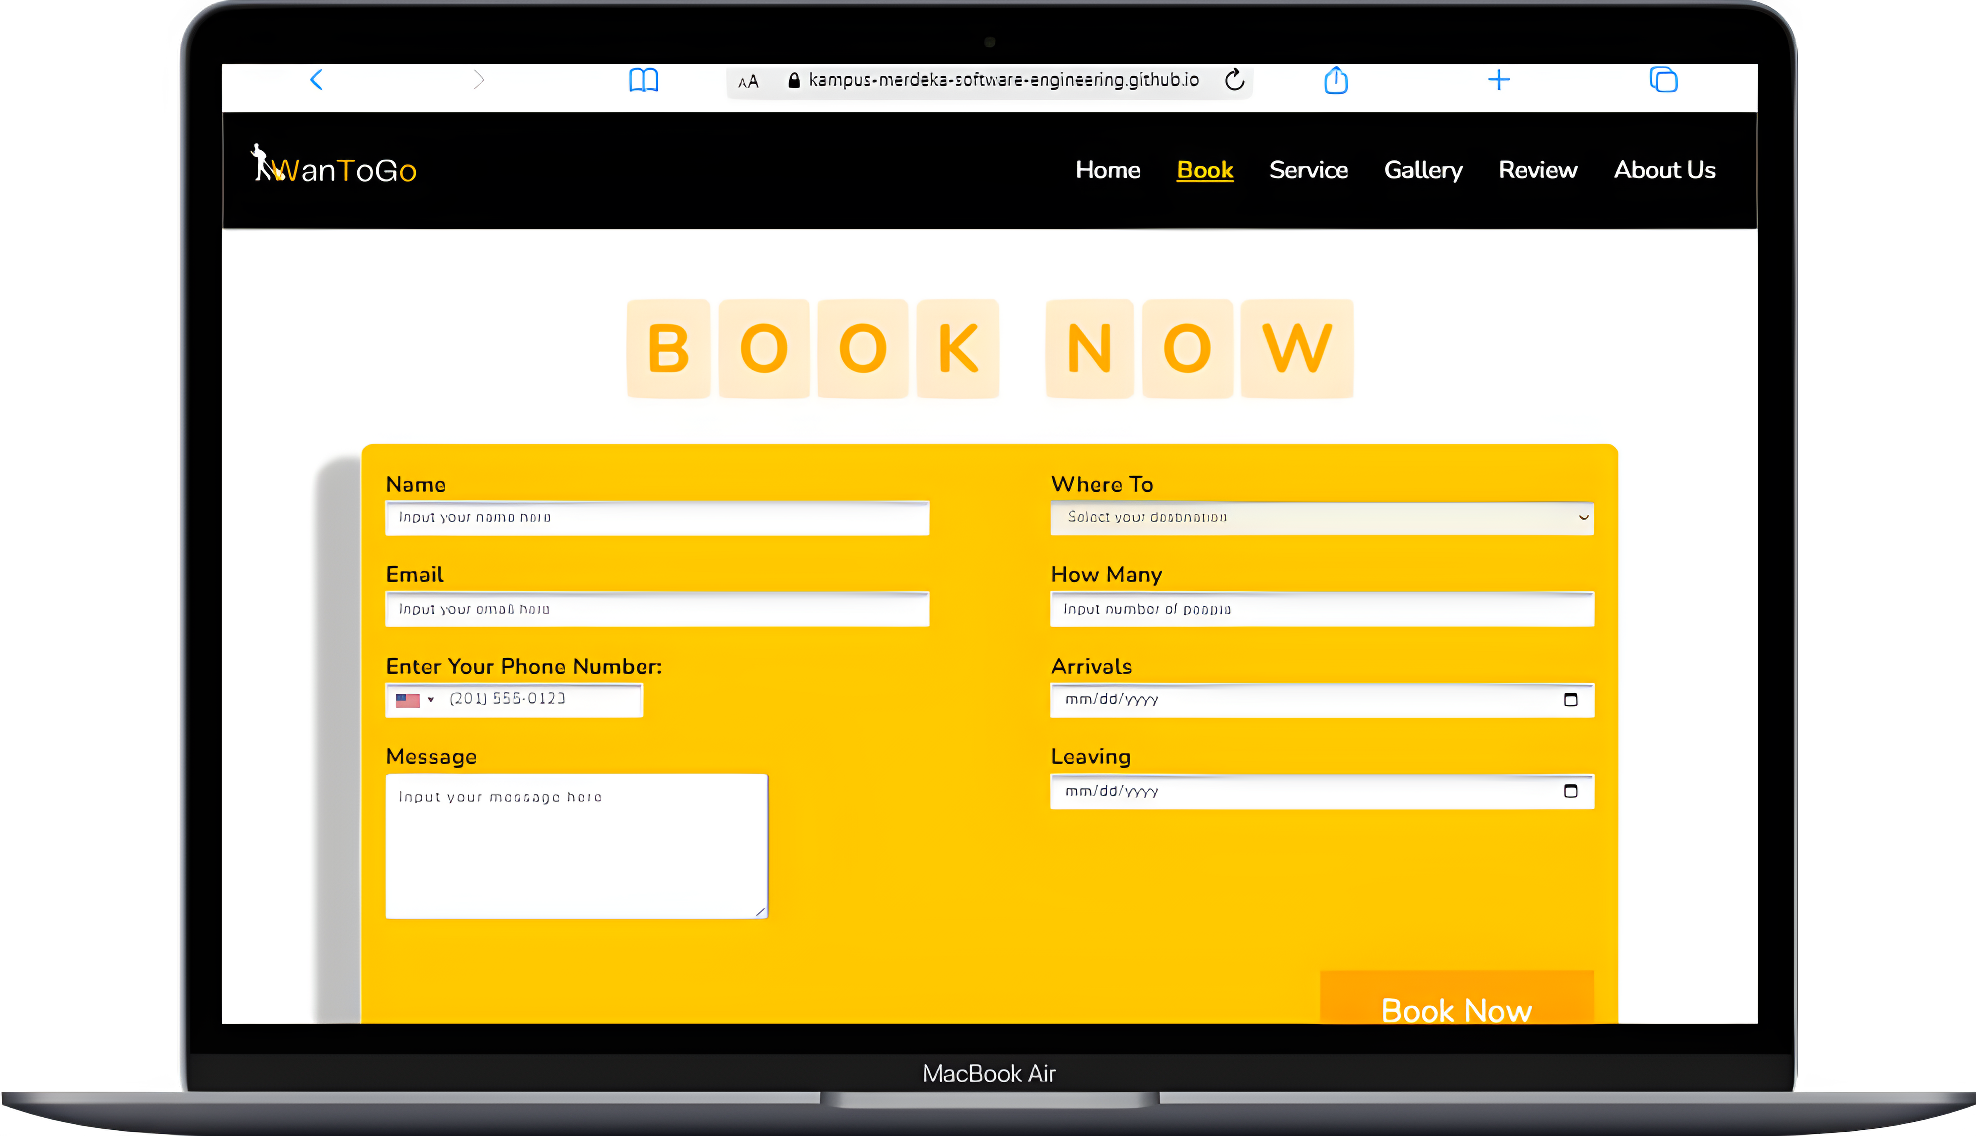 AA kampus-merdeka-software-engineering.github.io
WanToGo
Home Book Service Gallery Review About Us
BOOK NOW
Name
Input your name here
Where To
Select your destination
Email
Input your email here
How Many
Input number of people
Enter Your Phone Number:
(201) 555-0123
Arrivals
mm/dd/yyyy
Message
Input your message here
Leaving
mm/dd/yyyy
Book Now
MacBook Air